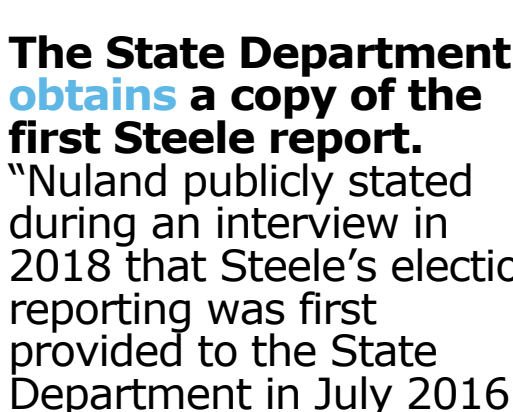 The State Department
obtains a copy of the
first Steele report.
“Nuland publicly stated
during an interview in
2018 that Steele’s electio
reporting was first
provided to the State
Department in July 2016